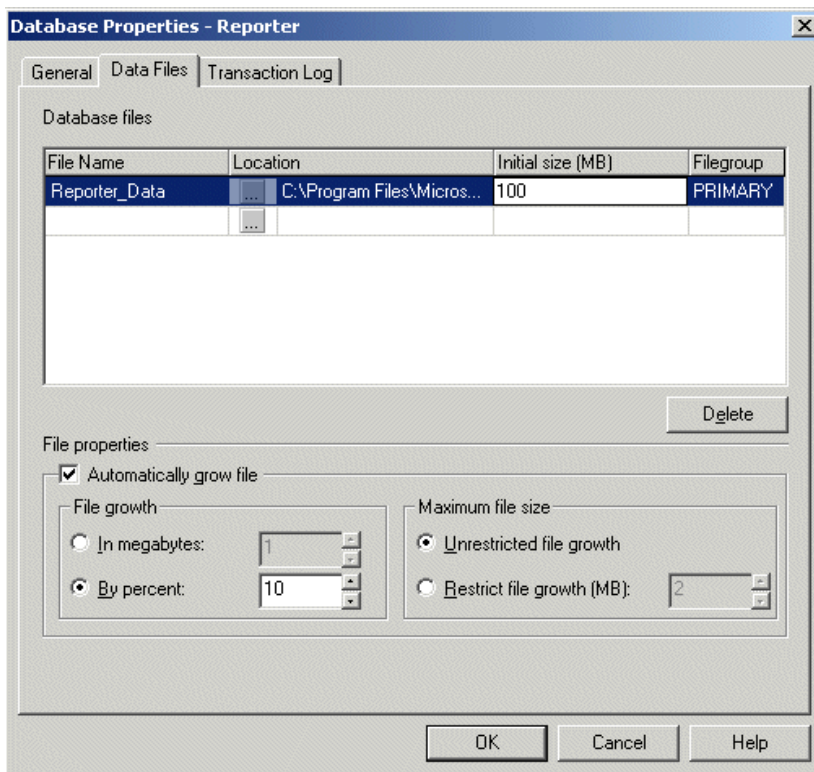 Database Properties - Reporter
General Data Files Transaction Log
Database files
File Name Location Initial size (MB) Filegroup
Reporter_Data ... C:\Program Files\Micros... 100 PRIMARY
...
Delete
File properties
Automatically grow file
File growth Maximum file size
In megabytes: 1 Unrestricted file growth
By percent: 10 Restrict file growth (MB): 2
OK Cancel Help